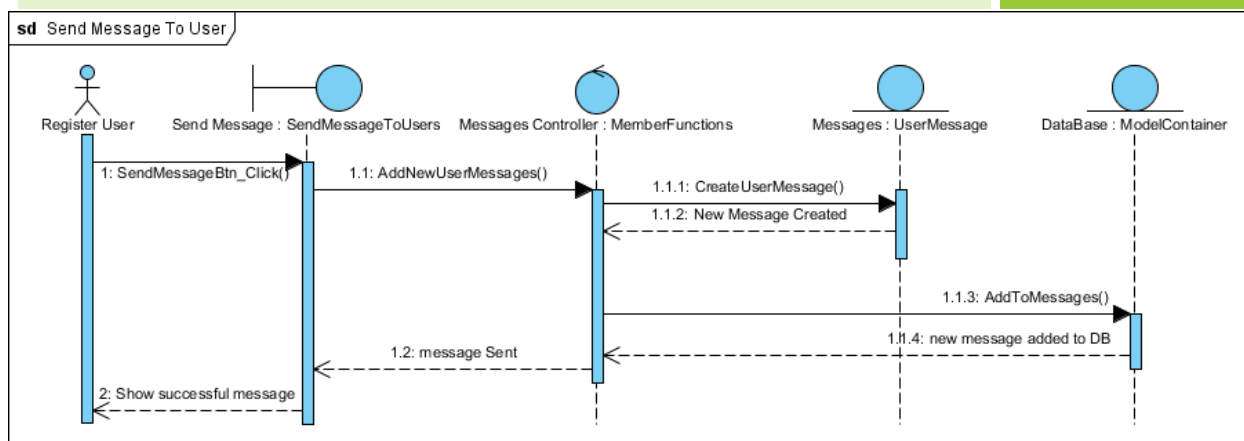 sd Send Message To User
Register User
Send Message : SendMessageToUsers
Messages Controller : MemberFunctions
Messages : UserMessage
DataBase : ModelContainer
1: SendMessageBtn_Click()
1.1: AddNewUserMessages()
1.1.1: CreateUserMessage()
1.1.2: New Message Created
1.1.3: AddToMessages()
1.1.4: new message added to DB
1.2: message Sent
2: Show successful message